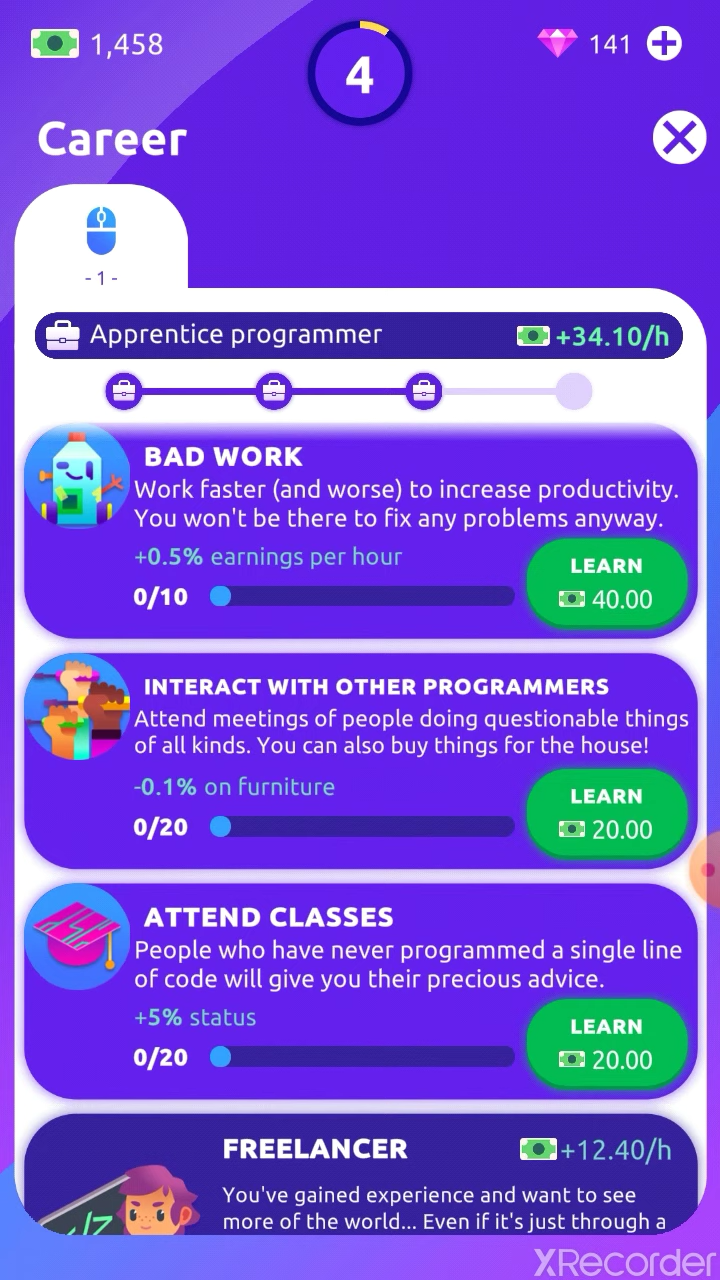 1,458
4
141
Career
- 1 -
Apprentice programmer
+34.10/h
BAD WORK
Work faster (and worse) to increase productivity.
You won't be there to fix any problems anyway.
+0.5% earnings per hour
0/10
LEARN
40.00
INTERACT WITH OTHER PROGRAMMERS
Attend meetings of people doing questionable things
of all kinds. You can also buy things for the house!
-0.1% on furniture
0/20
LEARN
20.00
ATTEND CLASSES
People who have never programmed a single line
of code will give you their precious advice.
+5% status
0/20
LEARN
20.00
FREELANCER
+12.40/h
You've gained experience and want to see
more of the world... Even if it's just through a
XRecorder